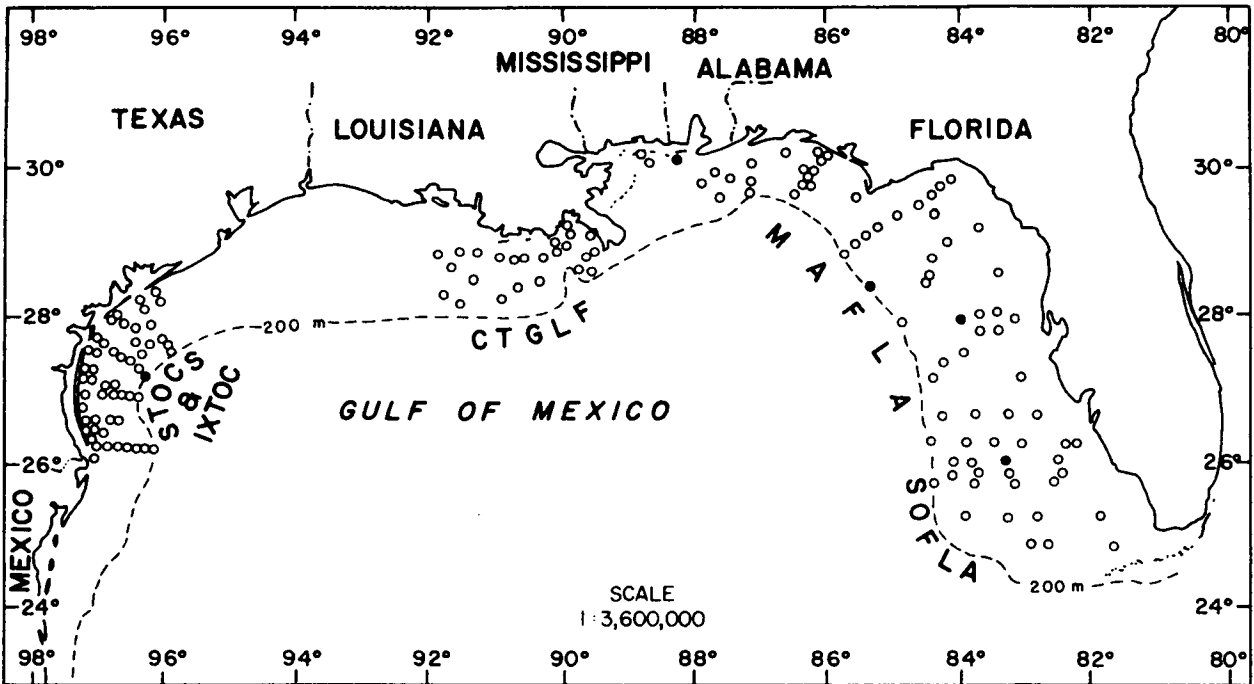 98° 96° 94° 92° 90° 88° 86° 84° 82° 80°
MISSISSIPPI ALABAMA
TEXAS LOUISIANA FLORIDA
30° 30°
MAFLA
28° 200 m CTGLF 28°
STOCS
&
IXTOC
GULF OF MEXICO
26° 26°
SOFLA
MEXICO
200 m
24° SCALE 24°
1:3,600,000
98° 96° 94° 92° 90° 88° 86° 84° 82° 80°